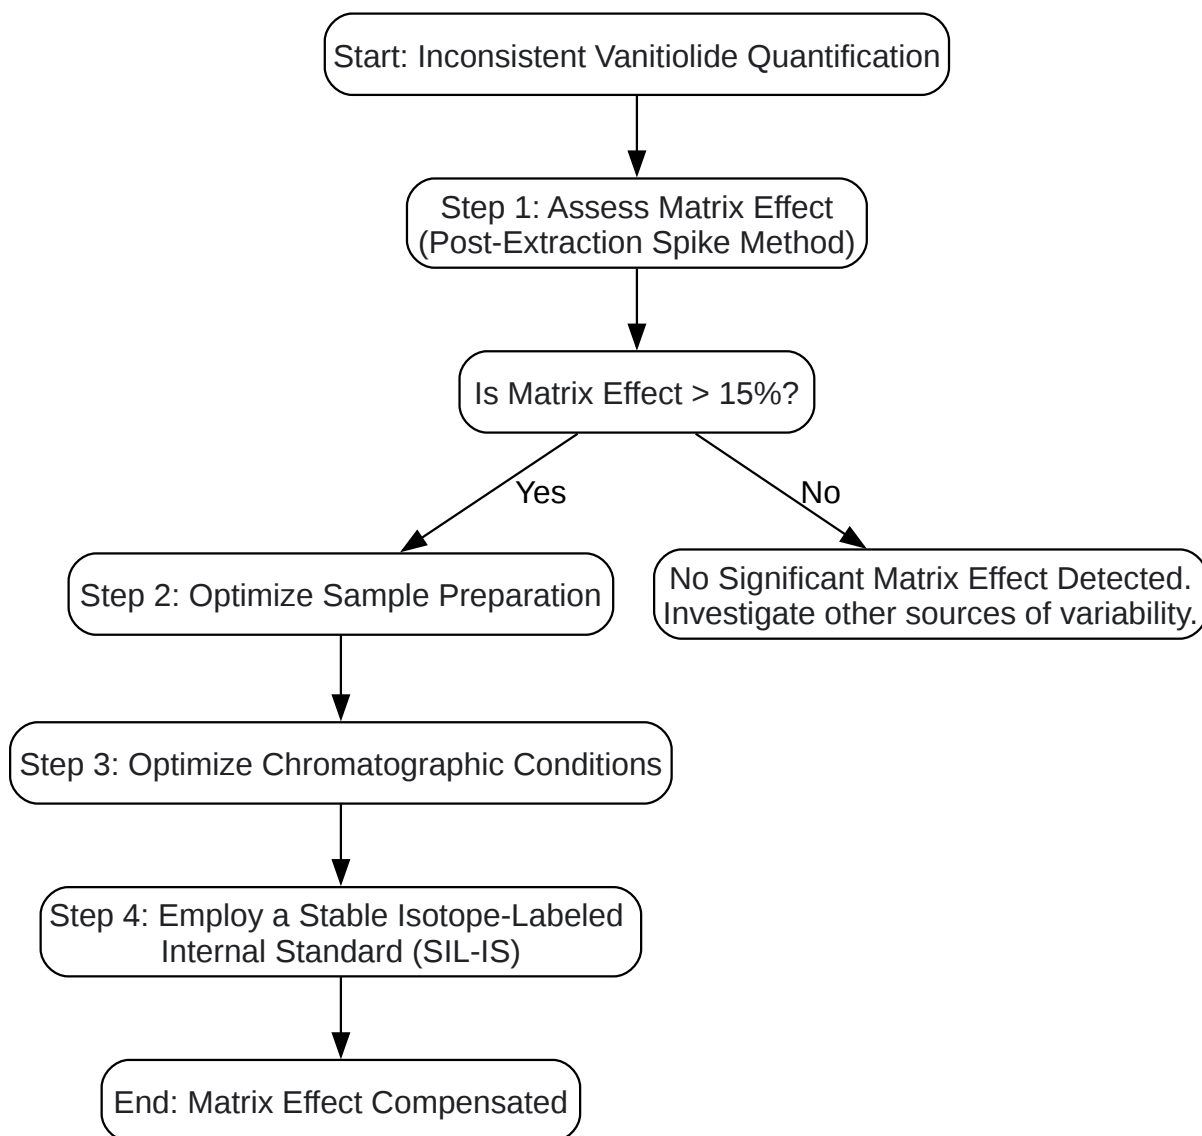 Start: Inconsistent Vanitiolide Quantification
Step 1: Assess Matrix Effect
(Post-Extraction Spike Method)
Is Matrix Effect > 15%?
Yes
No
Step 2: Optimize Sample Preparation
No Significant Matrix Effect Detected.
Investigate other sources of variability.
Step 3: Optimize Chromatographic Conditions
Step 4: Employ a Stable Isotope-Labeled
Internal Standard (SIL-IS)
End: Matrix Effect Compensated